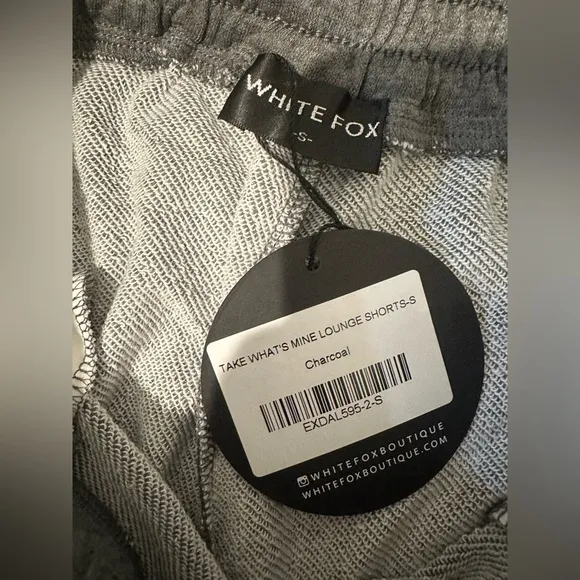 WHITE FOX
-S-
TAKE WHAT'S MINE LOUNGE SHORTS-S
Charcoal
EXDAL595-2-S
WHITEFOXBOUTIQUE
WHITEFOXBOUTIQUE.COM